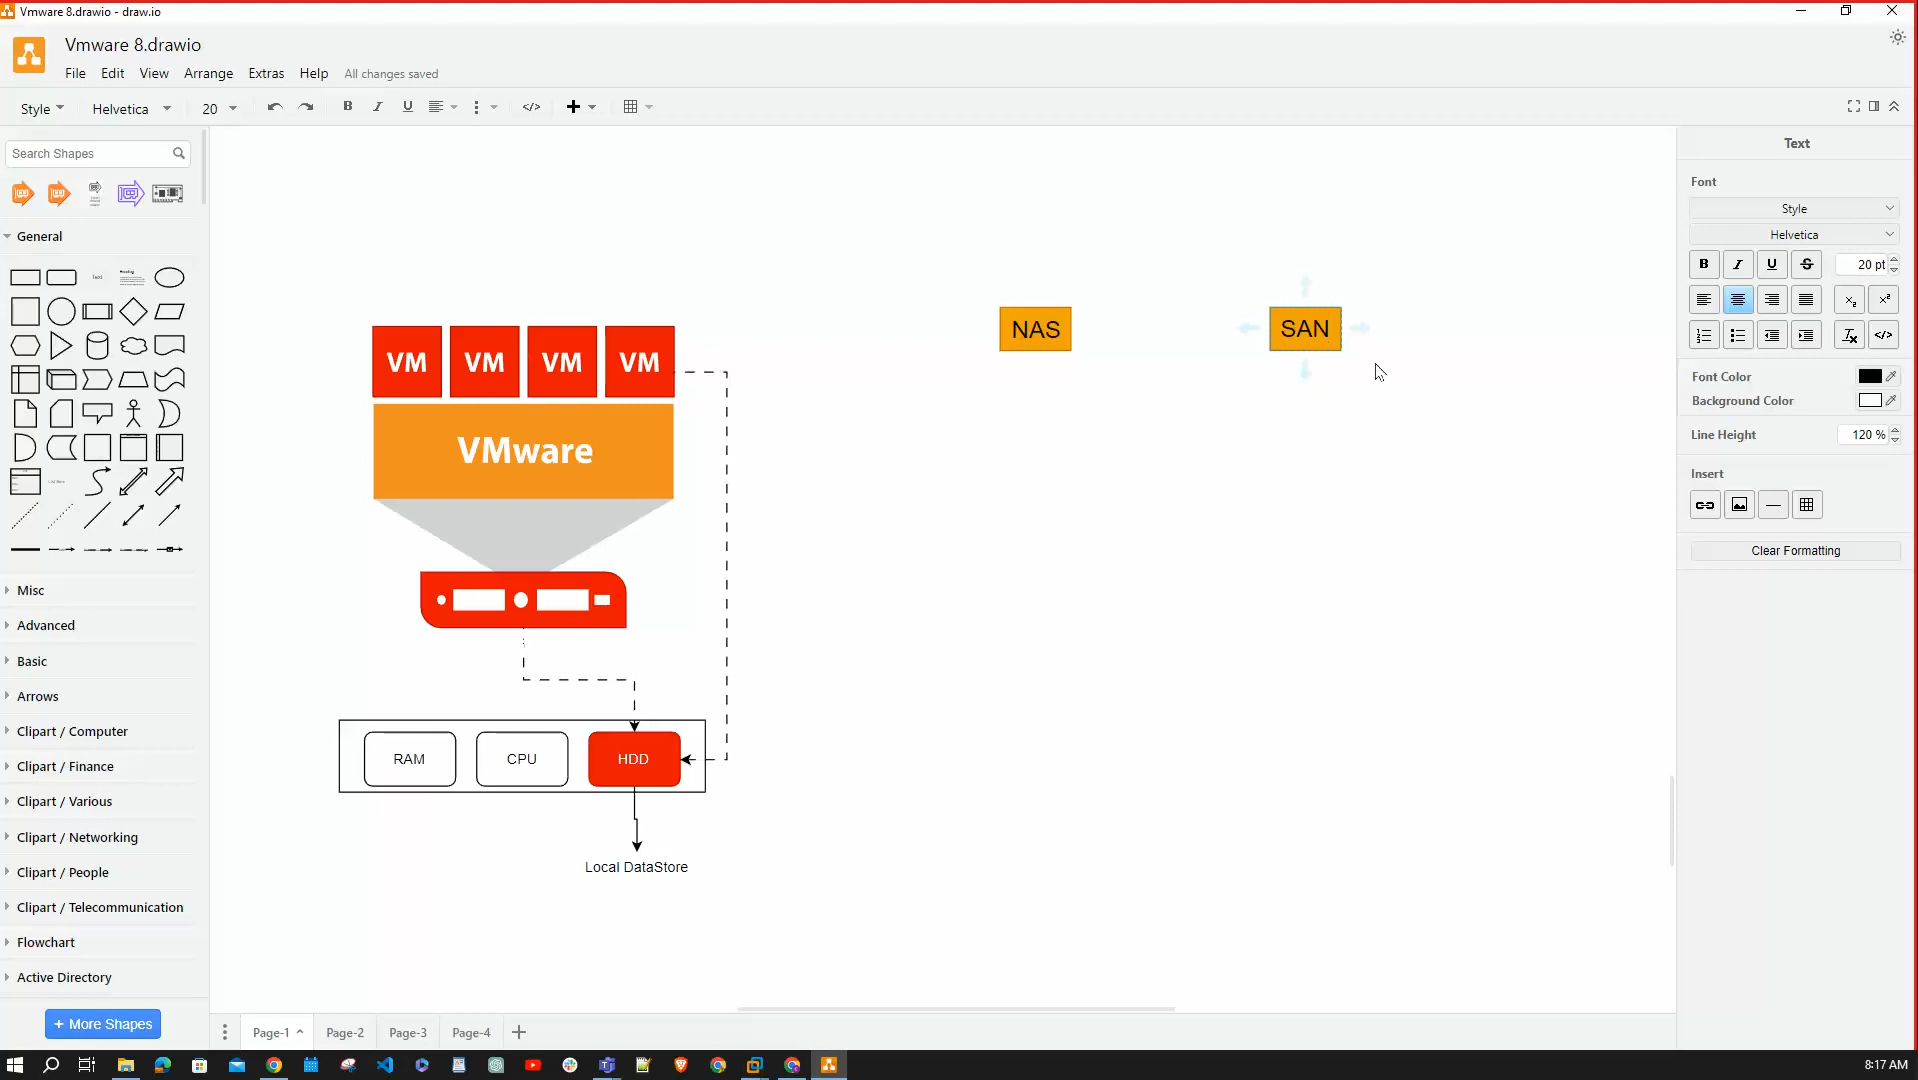 Vmware 8.drawio - draw.io
Vmware 8.drawio
File Edit View Arrange Extras Help All changes saved
Style Helvetica 20 B I U </>
Search Shapes
General
Text
Heading
Misc
Advanced
Basic
Arrows
Clipart / Computer
Clipart / Finance
Clipart / Various
Clipart / Networking
Clipart / People
Clipart / Telecommunication
Flowchart
Active Directory
+ More Shapes
VM VM VM VM
VMware
RAM CPU HDD
Local DataStore
NAS SAN
Page-1 Page-2 Page-3 Page-4
Text
Font
Style
Helvetica
B I U S 20 pt
Font Color
Background Color
Line Height 120 %
Insert
Clear Formatting
8:17 AM